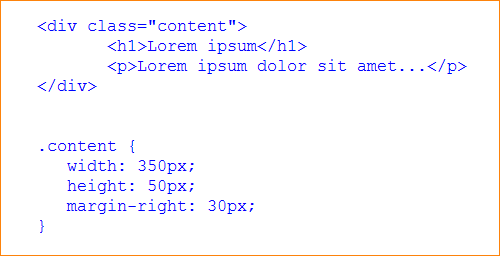 <div class="content">
<h1>Lorem ipsum</h1>
<p>Lorem ipsum dolor sit amet...</p>
</div>
.content {
width: 350px;
height: 50px;
margin-right: 30px;
}